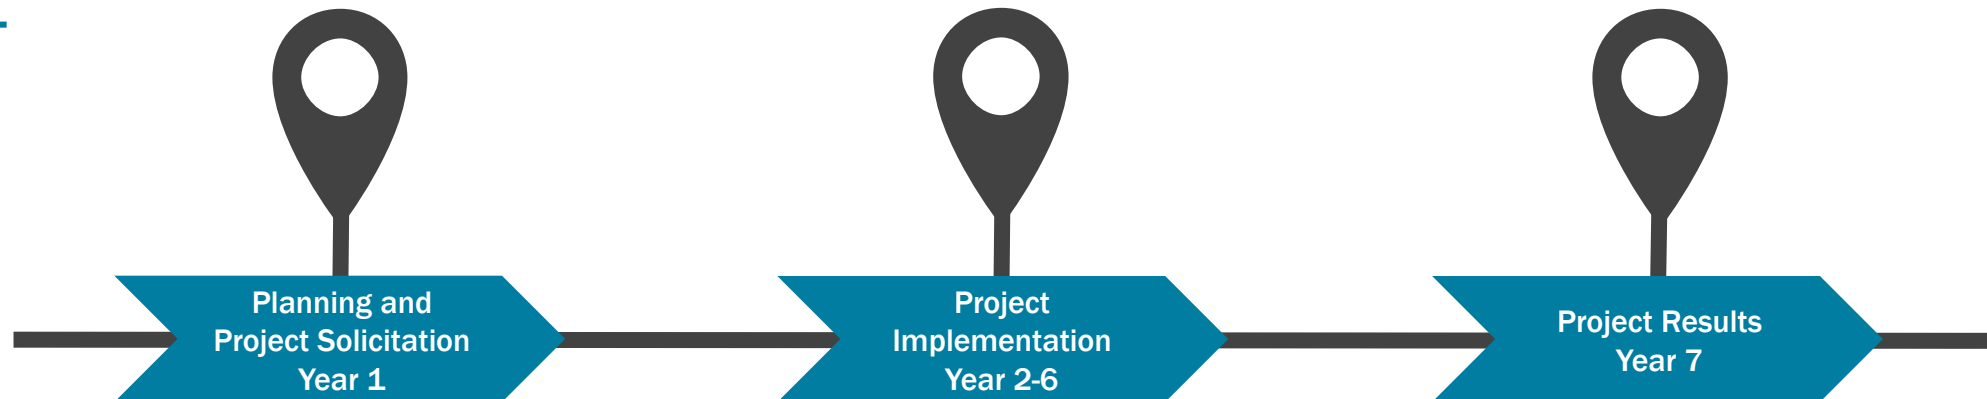 Planning and
Project Solicitation
Year 1
Project
Implementation
Year 2-6
Project Results
Year 7